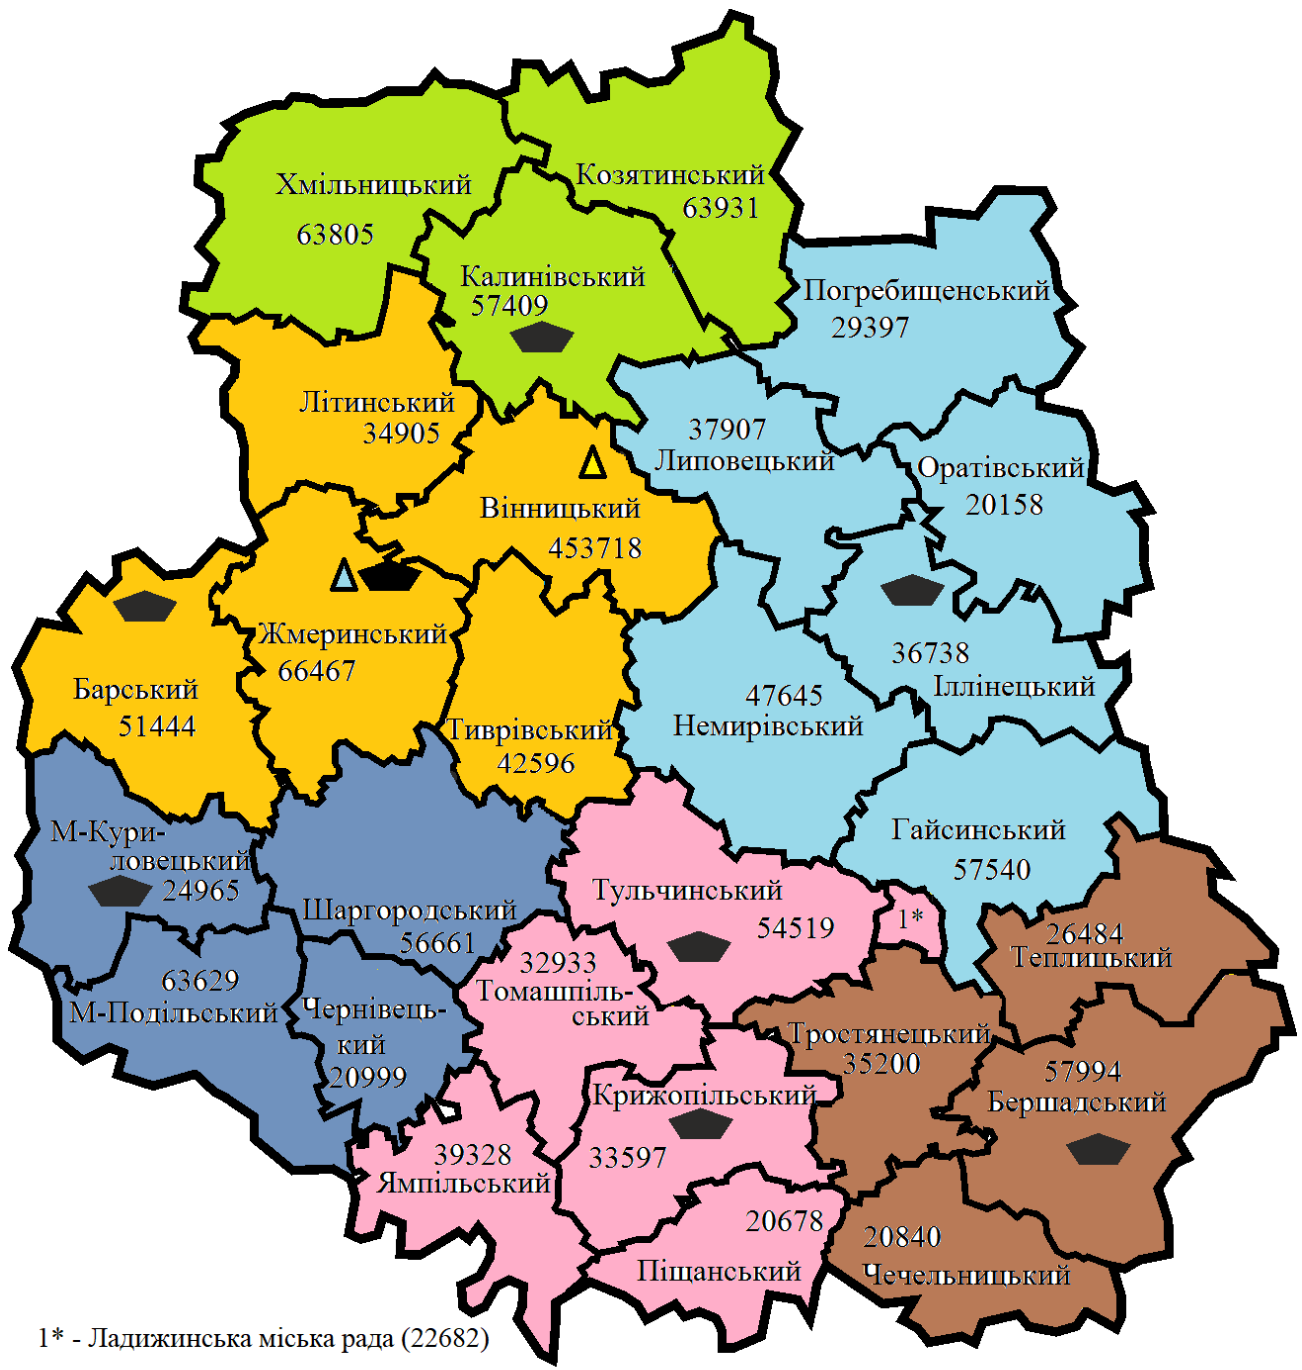 Хмільницький
63805
Козятинський
63931
Калинівський
57409
Погребищенський
29397
Літинський
34905
37907
Липовецький
Оратівський
20158
Вінницький
453718
Жмеринський
66467
Барський
51444
Тиврівський
42596
47645
Немирівський
36738
Іллінецький
М-Кури-
ловецький
24965
Шаргородський
56661
Тульчинський
54519
Гайсинський
57540
1*
26484
Теплицький
63629
М-Подільський
Чернівець-
кий
20999
32933
Томашпіль-
ський
Тростянецький
35200
57994
Бершадський
Крижопільський
33597
39328
Ямпільський
20678
Піщанський
20840
Чечельницький
1* - Ладижинська міська рада (22682)